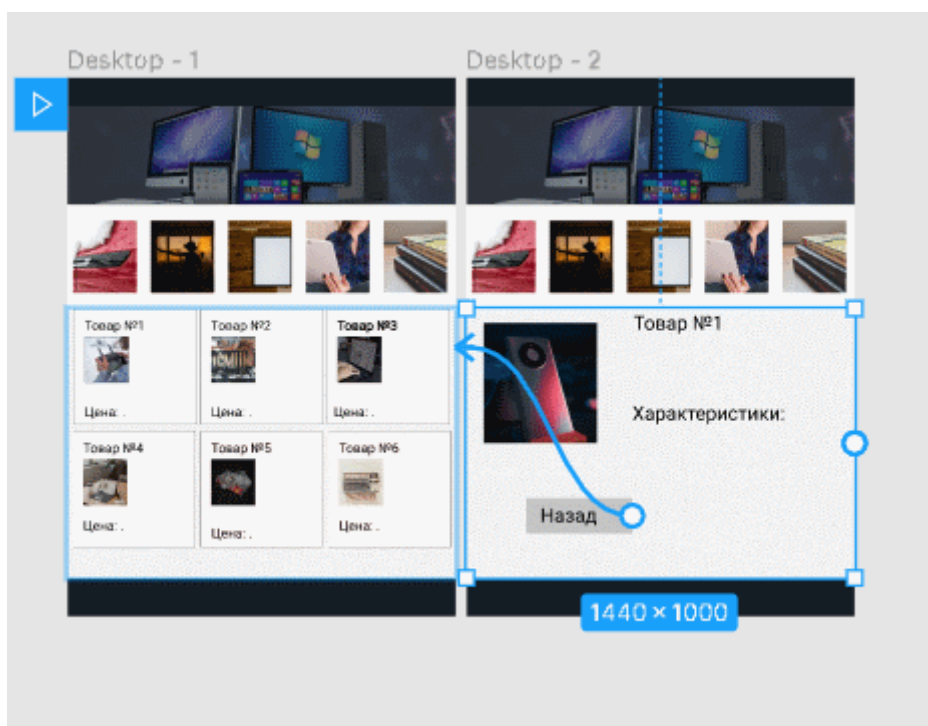 Desktop - 1
Desktop - 2
Товар №1
Товар №2
Товар №3
Цена: .
Цена: .
Цена: .
Товар №4
Товар №5
Товар №6
Цена: .
Цена: .
Цена: .
Товар №1
Характеристики:
Назад
1440 × 1000